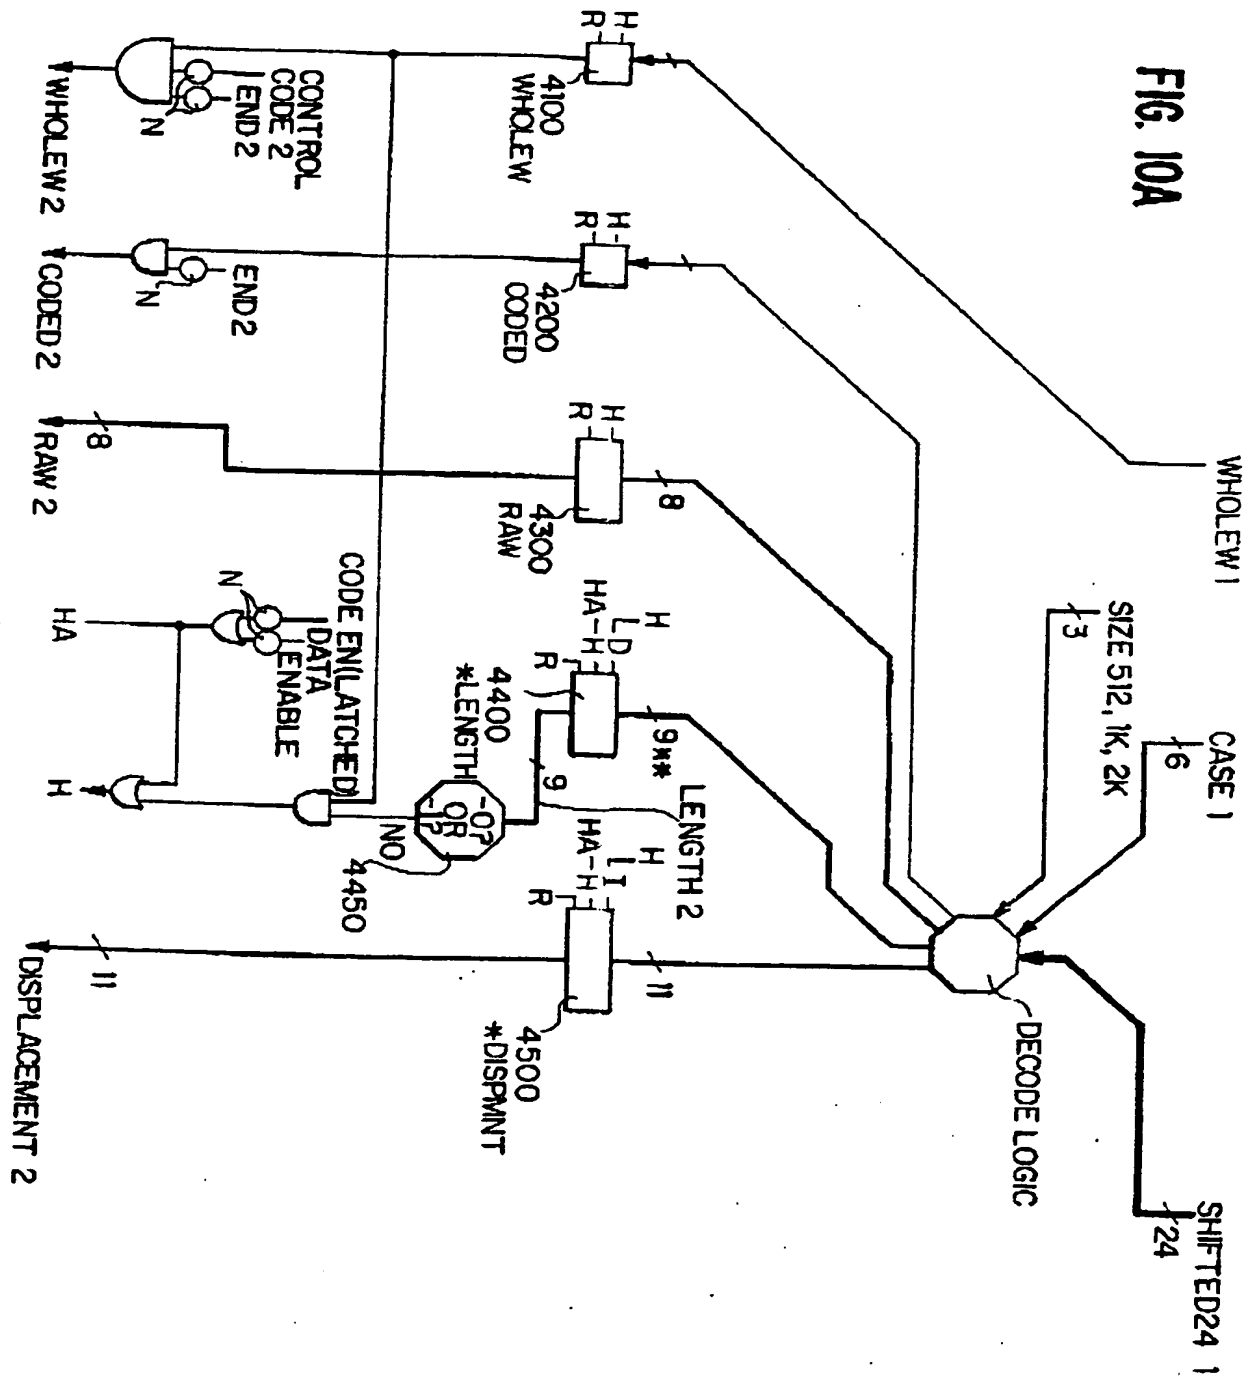 FIG. 10A
WHOLEW 1
SIZE 512, 1K, 2K
3
CASE 1
6
SHIFTED24 1
24
DECODE LOGIC
H
R
4100
WHOLEW
H
R
4200
CODED
8
H
R
4300
RAW
9**
H
LD
HA-H
R
4400
*LENGTH
9
LENGTH 2
11
H
LI
HA-H
R
4500
*DISPMNT
-0?
OR
-1?
NO
4450
CONTROL
CODE 2
END 2
N
WHOLEW 2
END 2
N
CODED 2
8
RAW 2
CODE EN(LATCHED)
DATA
ENABLE
N
HA
H
11
DISPLACEMENT 2